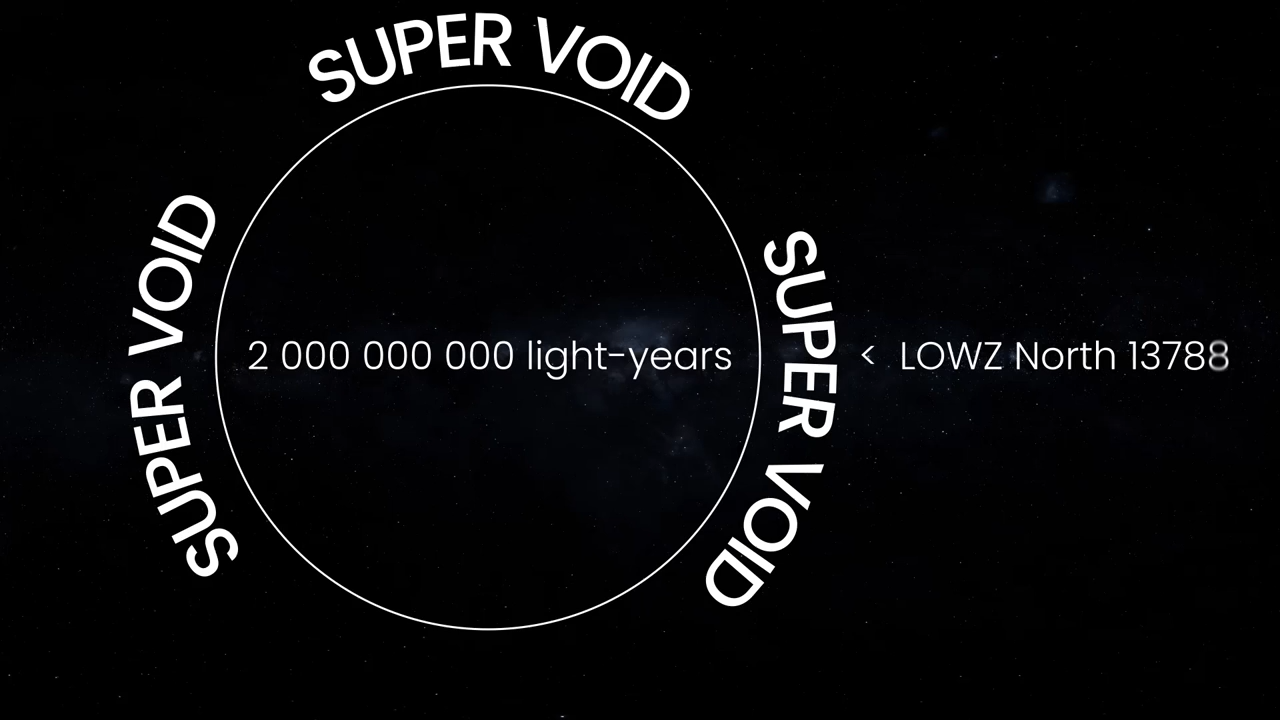 SUPER VOID
SUPER VOID
SUPER VOID
2 000 000 000 light-years
< LOWZ North 13788